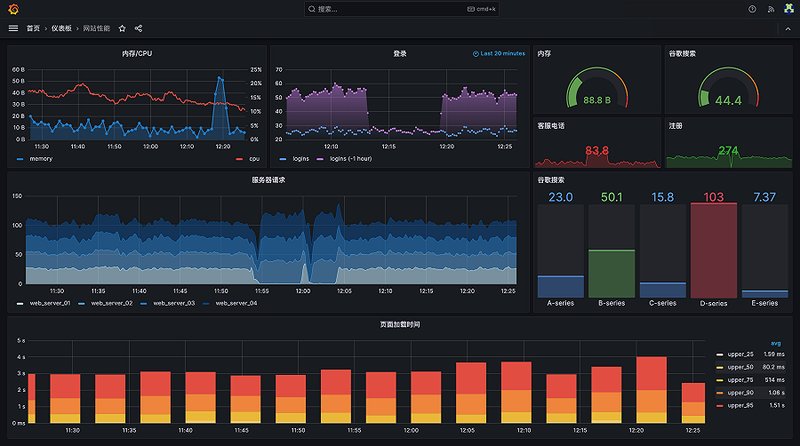 搜索...
cmd+k
首页 › 仪表板 › 网站性能
内存/CPU
60 B
50 B
40 B
30 B
20 B
10 B
0 B
25%
20%
15%
10%
5%
0%
11:30 11:40 11:50 12:00 12:10 12:20
memory
cpu
登录
Last 20 minutes
70
60
50
40
30
20
12:10 12:15 12:20 12:25
logins logins (-1 hour)
内存
88.8 B
谷歌搜索
44.4
客服电话
83.8
注册
274
服务器请求
150
100
50
0
11:30 11:35 11:40 11:45 11:50 11:55 12:00 12:05 12:10 12:15 12:20 12:25
web_server_01 web_server_02 web_server_03 web_server_04
谷歌搜索
23.0 50.1 15.8 103 7.37
A-series B-series C-series D-series E-series
页面加载时间
5 s
4 s
3 s
2 s
1 s
0 ms
11:30 11:35 11:40 11:45 11:50 11:55 12:00 12:05 12:10 12:15 12:20 12:25
avg
upper_25 1.59 ms
upper_50 80.2 ms
upper_75 514 ms
upper_90 1.06 s
upper_95 1.51 s